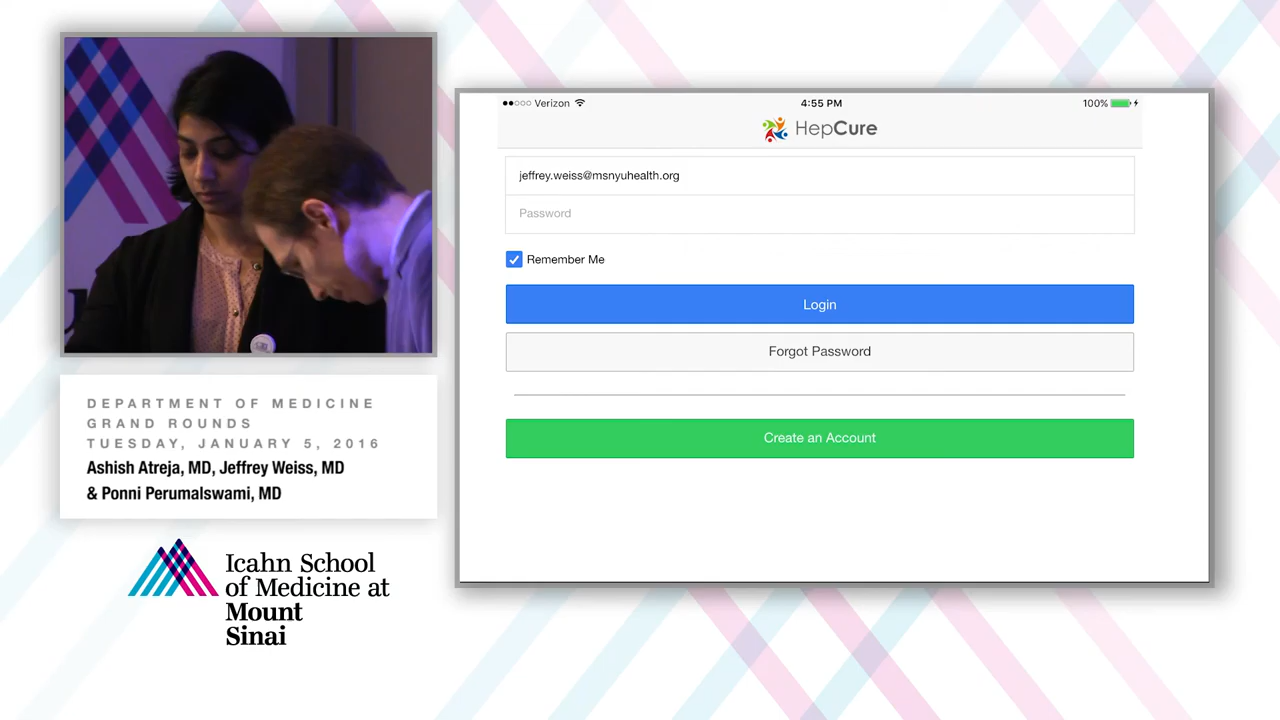 DEPARTMENT OF MEDICINE
GRAND ROUNDS
TUESDAY, JANUARY 5, 2016
Ashish Atreja, MD, Jeffrey Weiss, MD
& Ponni Perumalswami, MD
Icahn School
of Medicine at
Mount
Sinai
Verizon 4:55 PM 100%
HepCure
jeffrey.weiss@msnyuhealth.org
Password
Remember Me
Login
Forgot Password
Create an Account